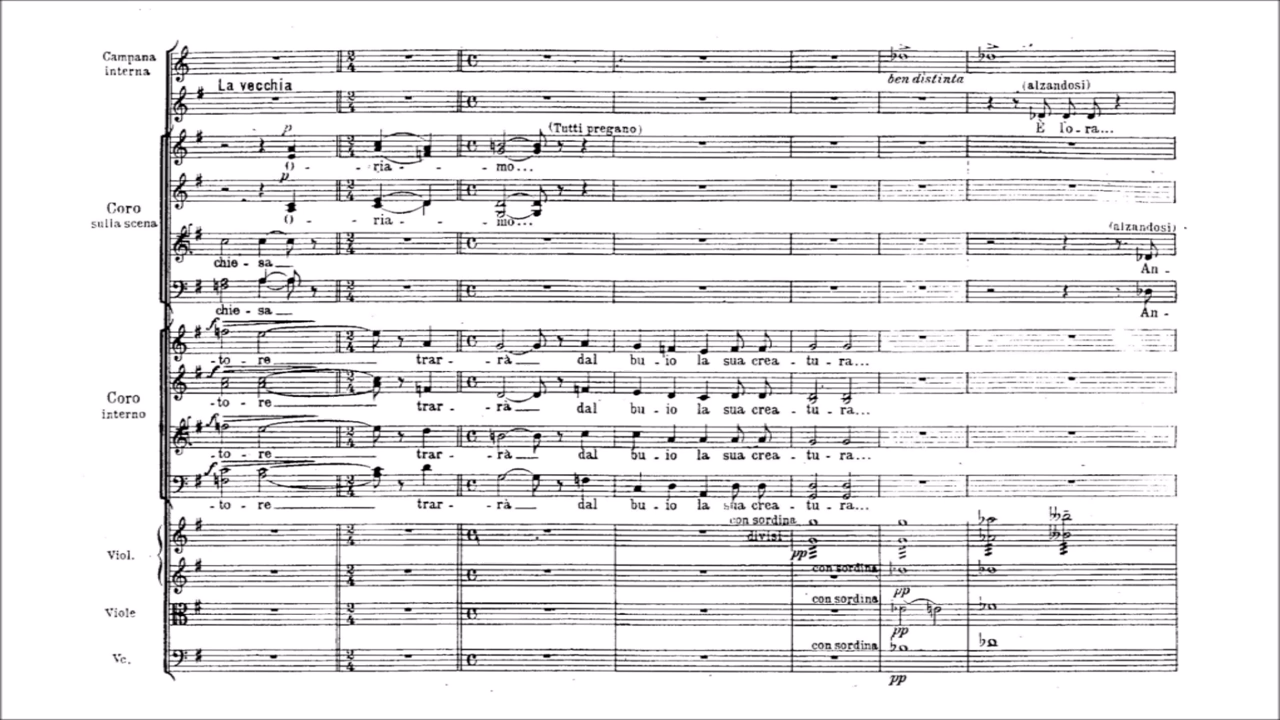 Campana
interna
ben distinta
La vecchia
(alzandosi)
È l'o - ra...
p
(Tutti pregano)
O - - ria - - mo...
p
Coro
sulla scena
O - - ria - - mo...
(alzandosi)
chie - sa
An -
chie - sa
An -
f
- to - re trar - - rà dal bu - io la sua crea - tu - ra...
Coro
interno
f
- to - re trar - - rà dal bu - io la sua crea - tu - ra...
f
- to - re trar - - rà dal bu - io la sua crea - tu - ra...
f
- to - re trar - - rà dal bu - io la sua crea - tu - ra...
con sordina
divisi
pp
Viol.
con sordina
pp
con sordina
Viole
pp
con sordina
Vc.
pp